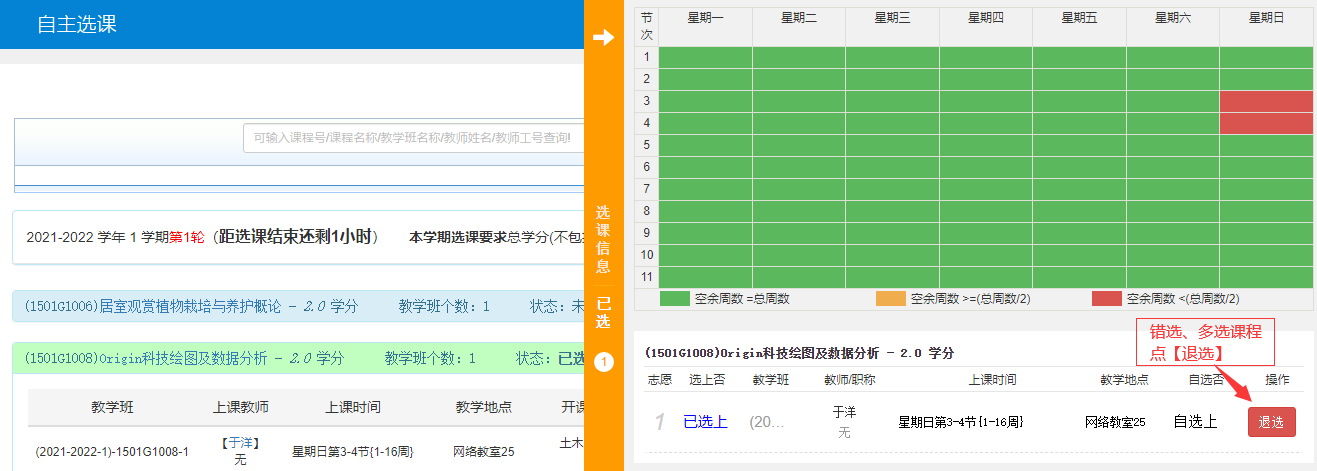 自主选课
可输入课程号/课程名称/教学班名称/教师姓名/教师工号查询!
2021-2022 学年 1 学期第1轮（距选课结束还剩1小时） 本学期选课要求总学分(不包
(1501G1006)居室观赏植物栽培与养护概论 - 2.0 学分 教学班个数：1 状态：未
(1501G1008)Origin科技绘图及数据分析 - 2.0 学分 教学班个数：1 状态：已选
教学班 上课教师 上课时间 教学地点 开课
(2021-2022-1)-1501G1008-1 【于洋】 星期日第3-4节{1-16周} 网络教室25 土木
无
选课信息
已选
1
节次 星期一 星期二 星期三 星期四 星期五 星期六 星期日
1
2
3
4
5
6
7
8
9
10
11
空余周数 =总周数 空余周数 >=(总周数/2) 空余周数 <(总周数/2)
错选、多选课程
点【退选】
(1501G1008)Origin科技绘图及数据分析 - 2.0 学分
志愿 选上否 教学班 教师/职称 上课时间 教学地点 自选否 操作
1 已选上 (20... 于洋 星期日第3-4节{1-16周} 网络教室25 自选上 退选
无